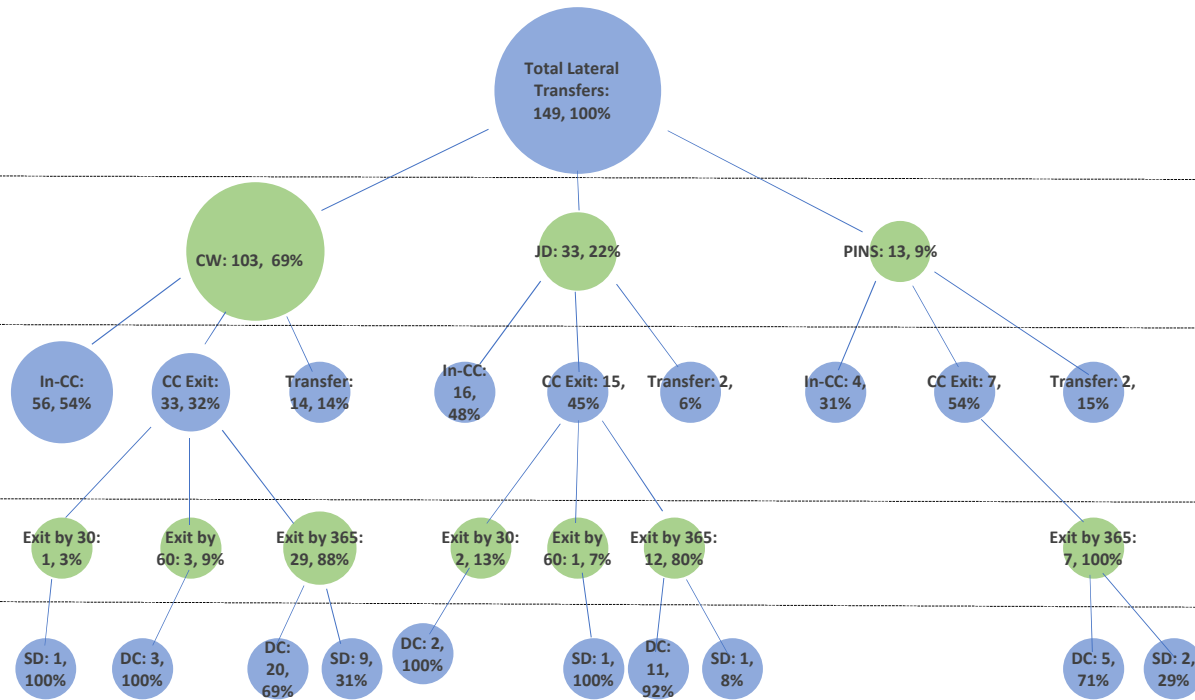 Total Lateral
Transfers:
149, 100%
CW: 103,  69%
JD: 33, 22%
PINS: 13, 9%
In-CC:
56, 54%
CC Exit:
33, 32%
Transfer:
14, 14%
In-CC:
16,
48%
CC Exit: 15,
45%
Transfer: 2,
6%
In-CC: 4,
31%
CC Exit: 7,
54%
Transfer: 2,
15%
Exit by 30:
1, 3%
Exit by
60: 3, 9%
Exit by 365:
29, 88%
Exit by 30:
2, 13%
Exit by
60: 1, 7%
Exit by 365:
12, 80%
Exit by 365:
7, 100%
SD: 1,
100%
DC: 3,
100%
DC:
20,
69%
SD: 9,
31%
DC: 2,
100%
SD: 1,
100%
DC:
11,
92%
SD: 1,
8%
DC: 5,
71%
SD: 2,
29%